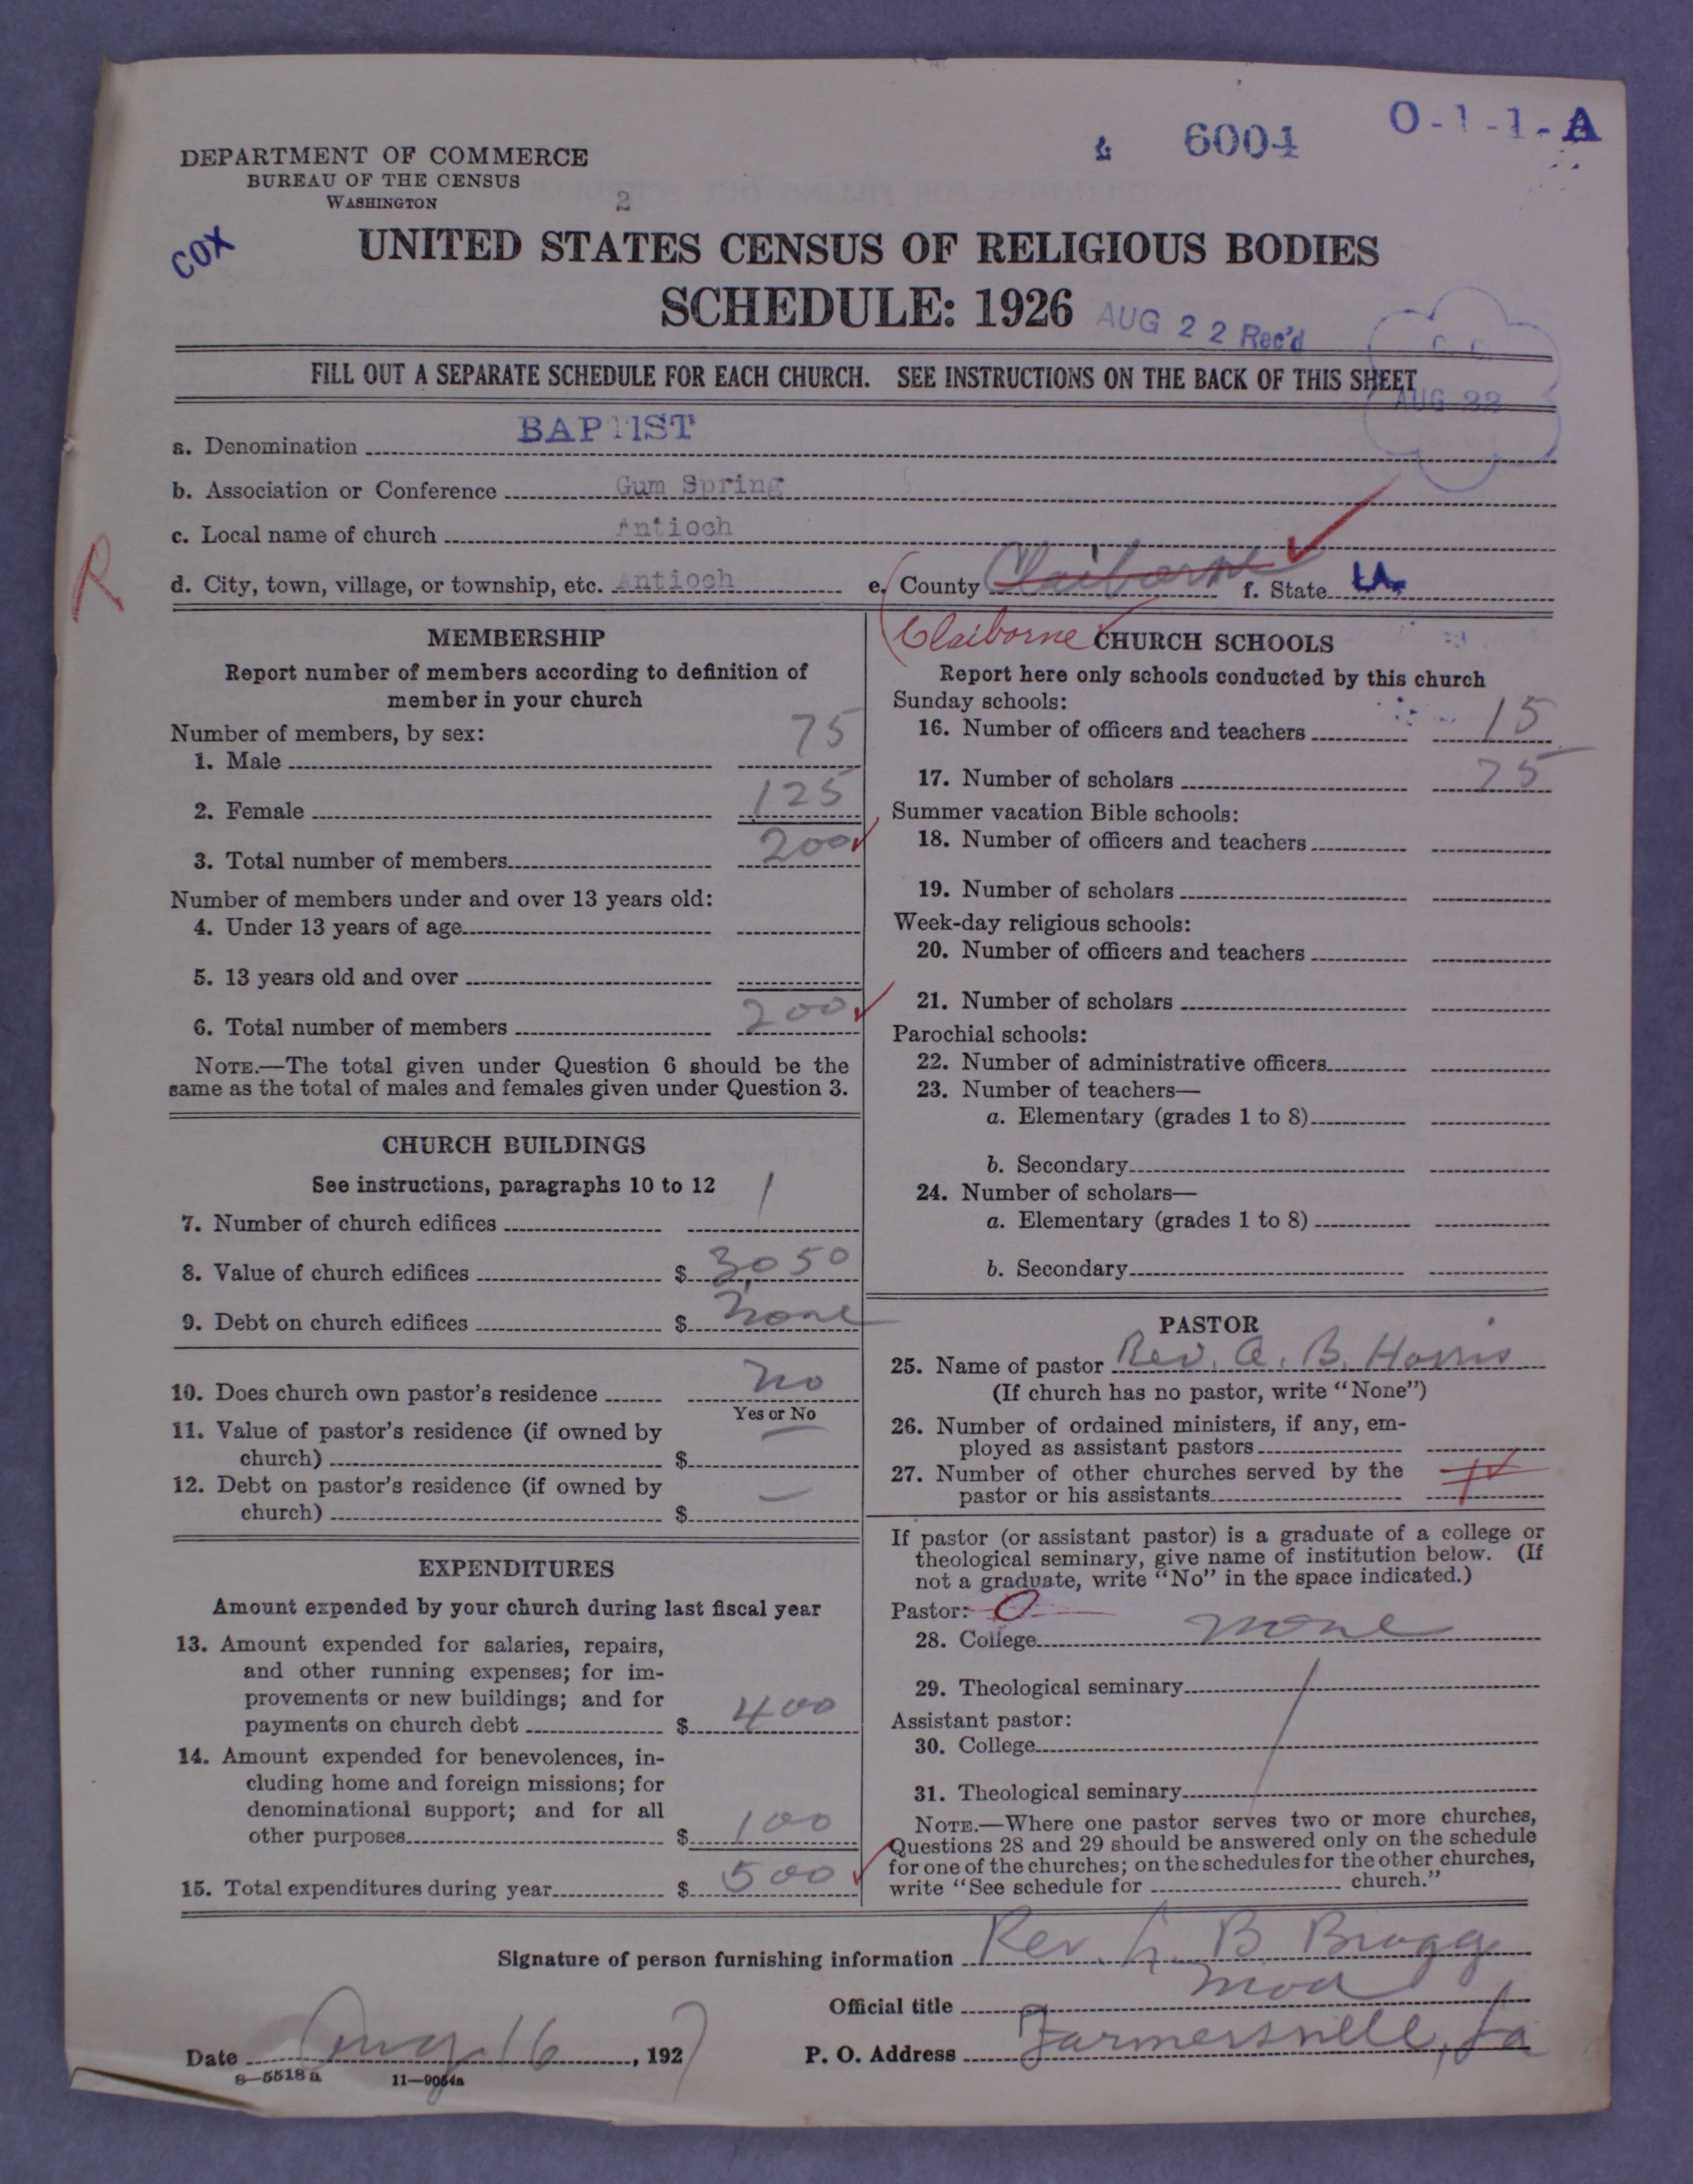 DEPARTMENT OF COMMERCE
BUREAU OF THE CENSUS
WASHINGTON
6004
O-1-1-A
2
COX
UNITED STATES CENSUS OF RELIGIOUS BODIES
SCHEDULE: 1926
AUG 22 Rec'd
AUG 22
FILL OUT A SEPARATE SCHEDULE FOR EACH CHURCH. SEE INSTRUCTIONS ON THE BACK OF THIS SHEET
a. Denomination BAPTIST
b. Association or Conference Gum Spring
c. Local name of church Antioch
R
d. City, town, village, or township, etc. Antioch e. County Claiborne f. State La.
Claiborne
MEMBERSHIP
Report number of members according to definition of
member in your church
Number of members, by sex:
1. Male 75
2. Female 125
3. Total number of members 200
Number of members under and over 13 years old:
4. Under 13 years of age
5. 13 years old and over
6. Total number of members 200
NOTE.—The total given under Question 6 should be the
same as the total of males and females given under Question 3.
CHURCH BUILDINGS
See instructions, paragraphs 10 to 12
7. Number of church edifices 1
8. Value of church edifices $ 3,050
9. Debt on church edifices $ None
10. Does church own pastor's residence No
Yes or No
11. Value of pastor's residence (if owned by
church) $ —
12. Debt on pastor's residence (if owned by
church) $ —
EXPENDITURES
Amount expended by your church during last fiscal year
13. Amount expended for salaries, repairs,
and other running expenses; for im-
provements or new buildings; and for
payments on church debt $ 400
14. Amount expended for benevolences, in-
cluding home and foreign missions; for
denominational support; and for all
other purposes $ 100
15. Total expenditures during year $ 500
CHURCH SCHOOLS
Report here only schools conducted by this church
Sunday schools:
16. Number of officers and teachers 15
17. Number of scholars 75
Summer vacation Bible schools:
18. Number of officers and teachers
19. Number of scholars
Week-day religious schools:
20. Number of officers and teachers
21. Number of scholars
Parochial schools:
22. Number of administrative officers
23. Number of teachers—
a. Elementary (grades 1 to 8)
b. Secondary
24. Number of scholars—
a. Elementary (grades 1 to 8)
b. Secondary
PASTOR
25. Name of pastor Rev. A. B. Harris
(If church has no pastor, write "None")
26. Number of ordained ministers, if any, em-
ployed as assistant pastors
27. Number of other churches served by the
pastor or his assistants
If pastor (or assistant pastor) is a graduate of a college or
theological seminary, give name of institution below. (If
not a graduate, write "No" in the space indicated.)
Pastor: O
28. College None
29. Theological seminary
Assistant pastor:
30. College
31. Theological seminary
NOTE.—Where one pastor serves two or more churches,
Questions 28 and 29 should be answered only on the schedule
for one of the churches; on the schedules for the other churches,
write "See schedule for church."
Signature of person furnishing information Rev. B Bragg
Official title Mod
Date Aug 16, 1927 P. O. Address Farmersville, La
8—5518 a 11—9054a